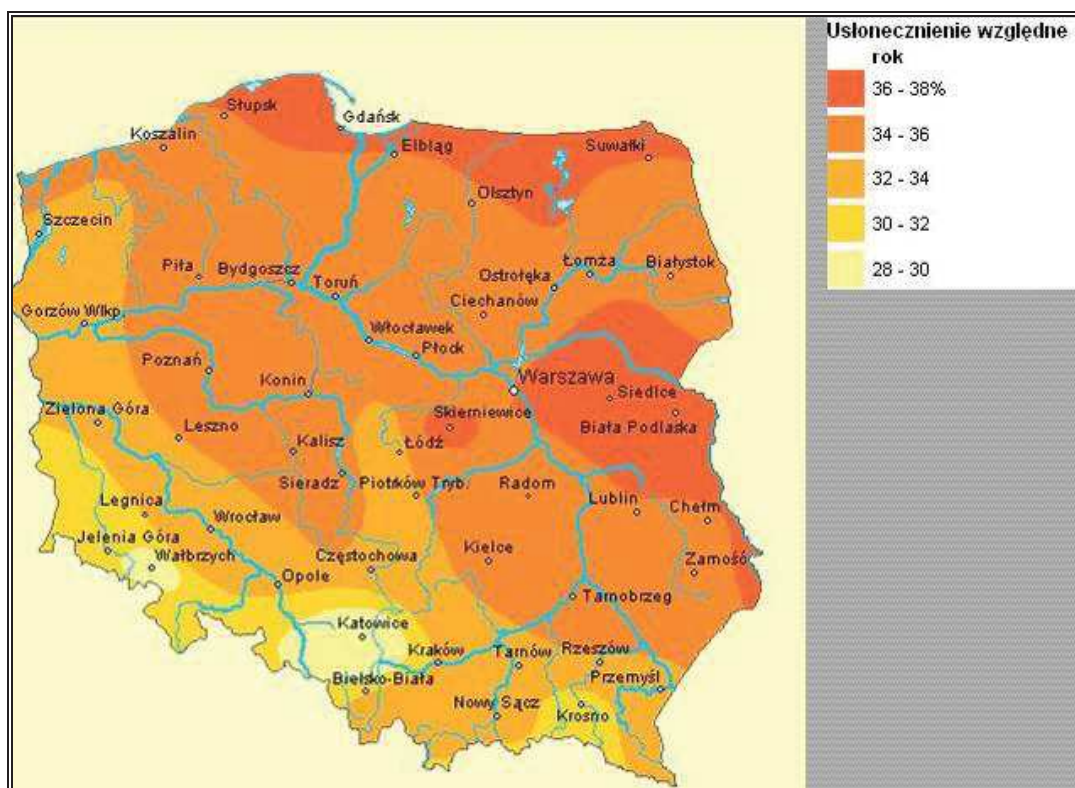 Usłonecznienie względne
rok
36 - 38%
34 - 36
32 - 34
30 - 32
28 - 30
Słupsk
Gdańsk
Koszalin
Elbląg
Suwałki
Olsztyn
Szczecin
Piła
Bydgoszcz
Toruń
Ostrołęka
Łomża
Białystok
Ciechanów
Gorzów Wlkp.
Włocławek
Płock
Poznań
Konin
Warszawa
Siedlce
Skierniewice
Biała Podlaska
Zielona Góra
Leszno
Kalisz
Łódź
Sieradz
Piotrków Tryb.
Radom
Lublin
Chełm
Legnica
Wrocław
Jelenia Góra
Wałbrzych
Częstochowa
Kielce
Zamość
Opole
Tarnobrzeg
Katowice
Kraków
Tarnów
Rzeszów
Przemyśl
Bielsko-Biała
Nowy Sącz
Krosno